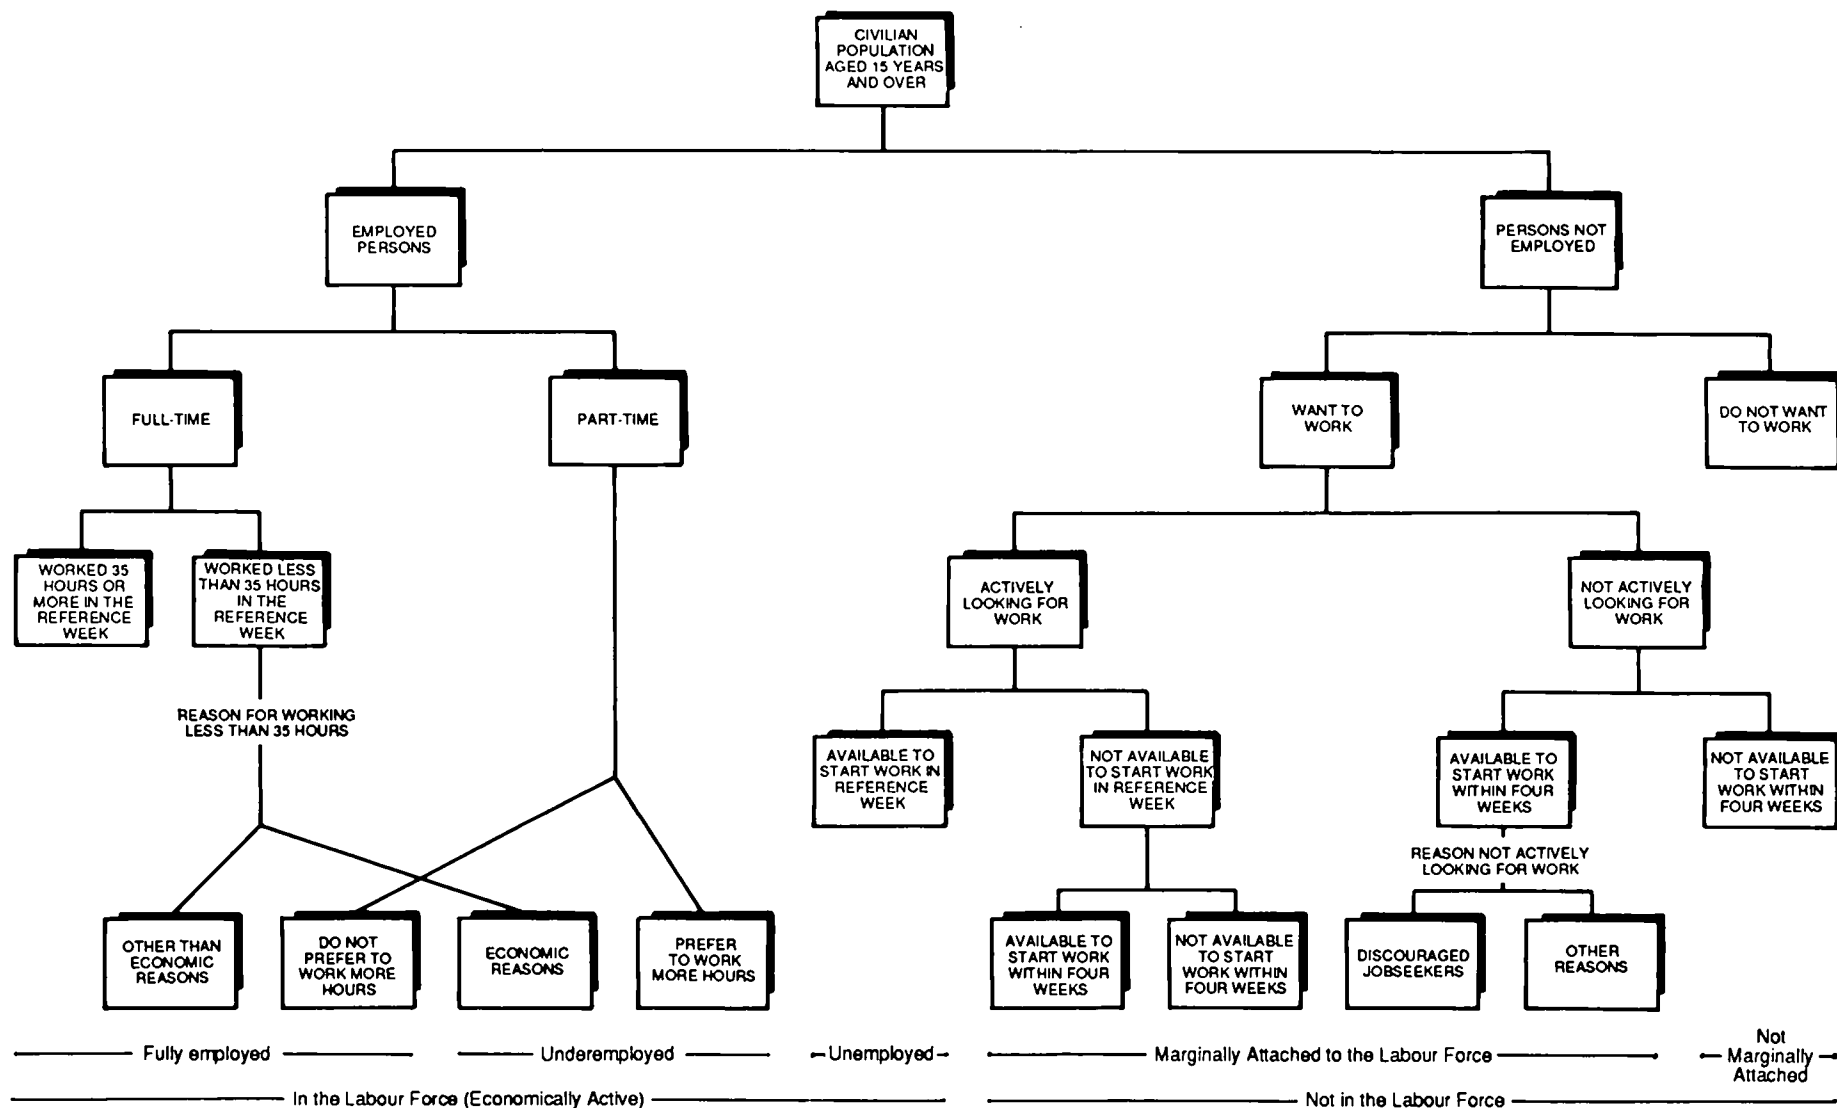 CIVILIAN
POPULATION
AGED 15 YEARS
AND OVER
EMPLOYED
PERSONS
PERSONS NOT
EMPLOYED
FULL-TIME
PART-TIME
WANT TO
WORK
DO NOT WANT
TO WORK
WORKED 35
HOURS OR
MORE IN THE
REFERENCE
WEEK
WORKED LESS
THAN 35 HOURS
IN THE
REFERENCE
WEEK
ACTIVELY
LOOKING FOR
WORK
NOT ACTIVELY
LOOKING FOR
WORK
REASON FOR WORKING
LESS THAN 35 HOURS
AVAILABLE TO
START WORK IN
REFERENCE
WEEK
NOT AVAILABLE
TO START WORK
IN REFERENCE
WEEK
AVAILABLE TO
START WORK
WITHIN FOUR
WEEKS
NOT AVAILABLE
TO START
WORK WITHIN
FOUR WEEKS
REASON NOT ACTIVELY
LOOKING FOR WORK
OTHER THAN
ECONOMIC
REASONS
DO NOT
PREFER TO
WORK MORE
HOURS
ECONOMIC
REASONS
PREFER
TO WORK
MORE HOURS
AVAILABLE TO
START WORK
WITHIN FOUR
WEEKS
NOT AVAILABLE
TO START
WORK WITHIN
FOUR WEEKS
DISCOURAGED
JOBSEEKERS
OTHER
REASONS
Fully employed
Underemployed
Unemployed
Marginally Attached to the Labour Force
Not
Marginally
Attached
In the Labour Force (Economically Active)
Not in the Labour Force